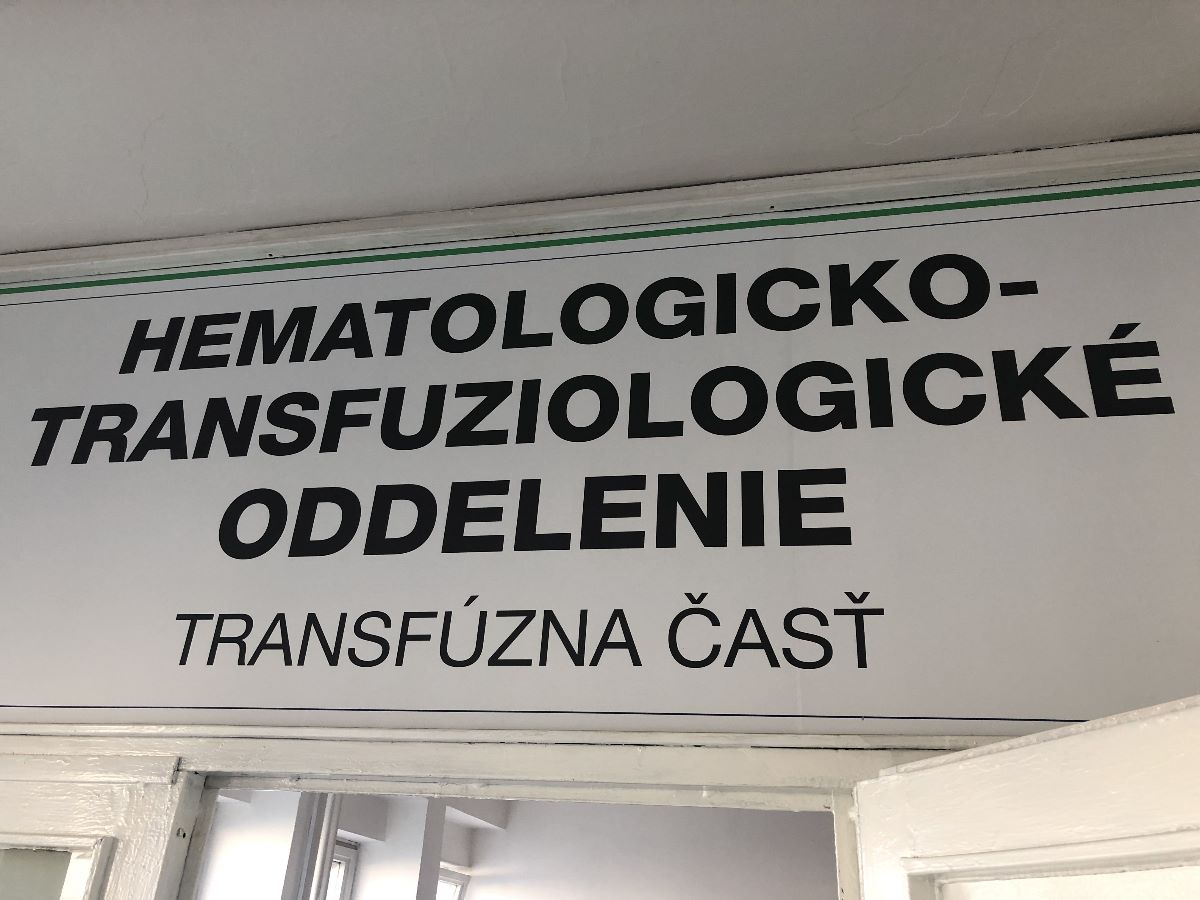 HEMATOLOGICKO-
TRANSFUZIOLOGICKÉ
ODDELENIE
TRANSFÚZNA ČASŤ